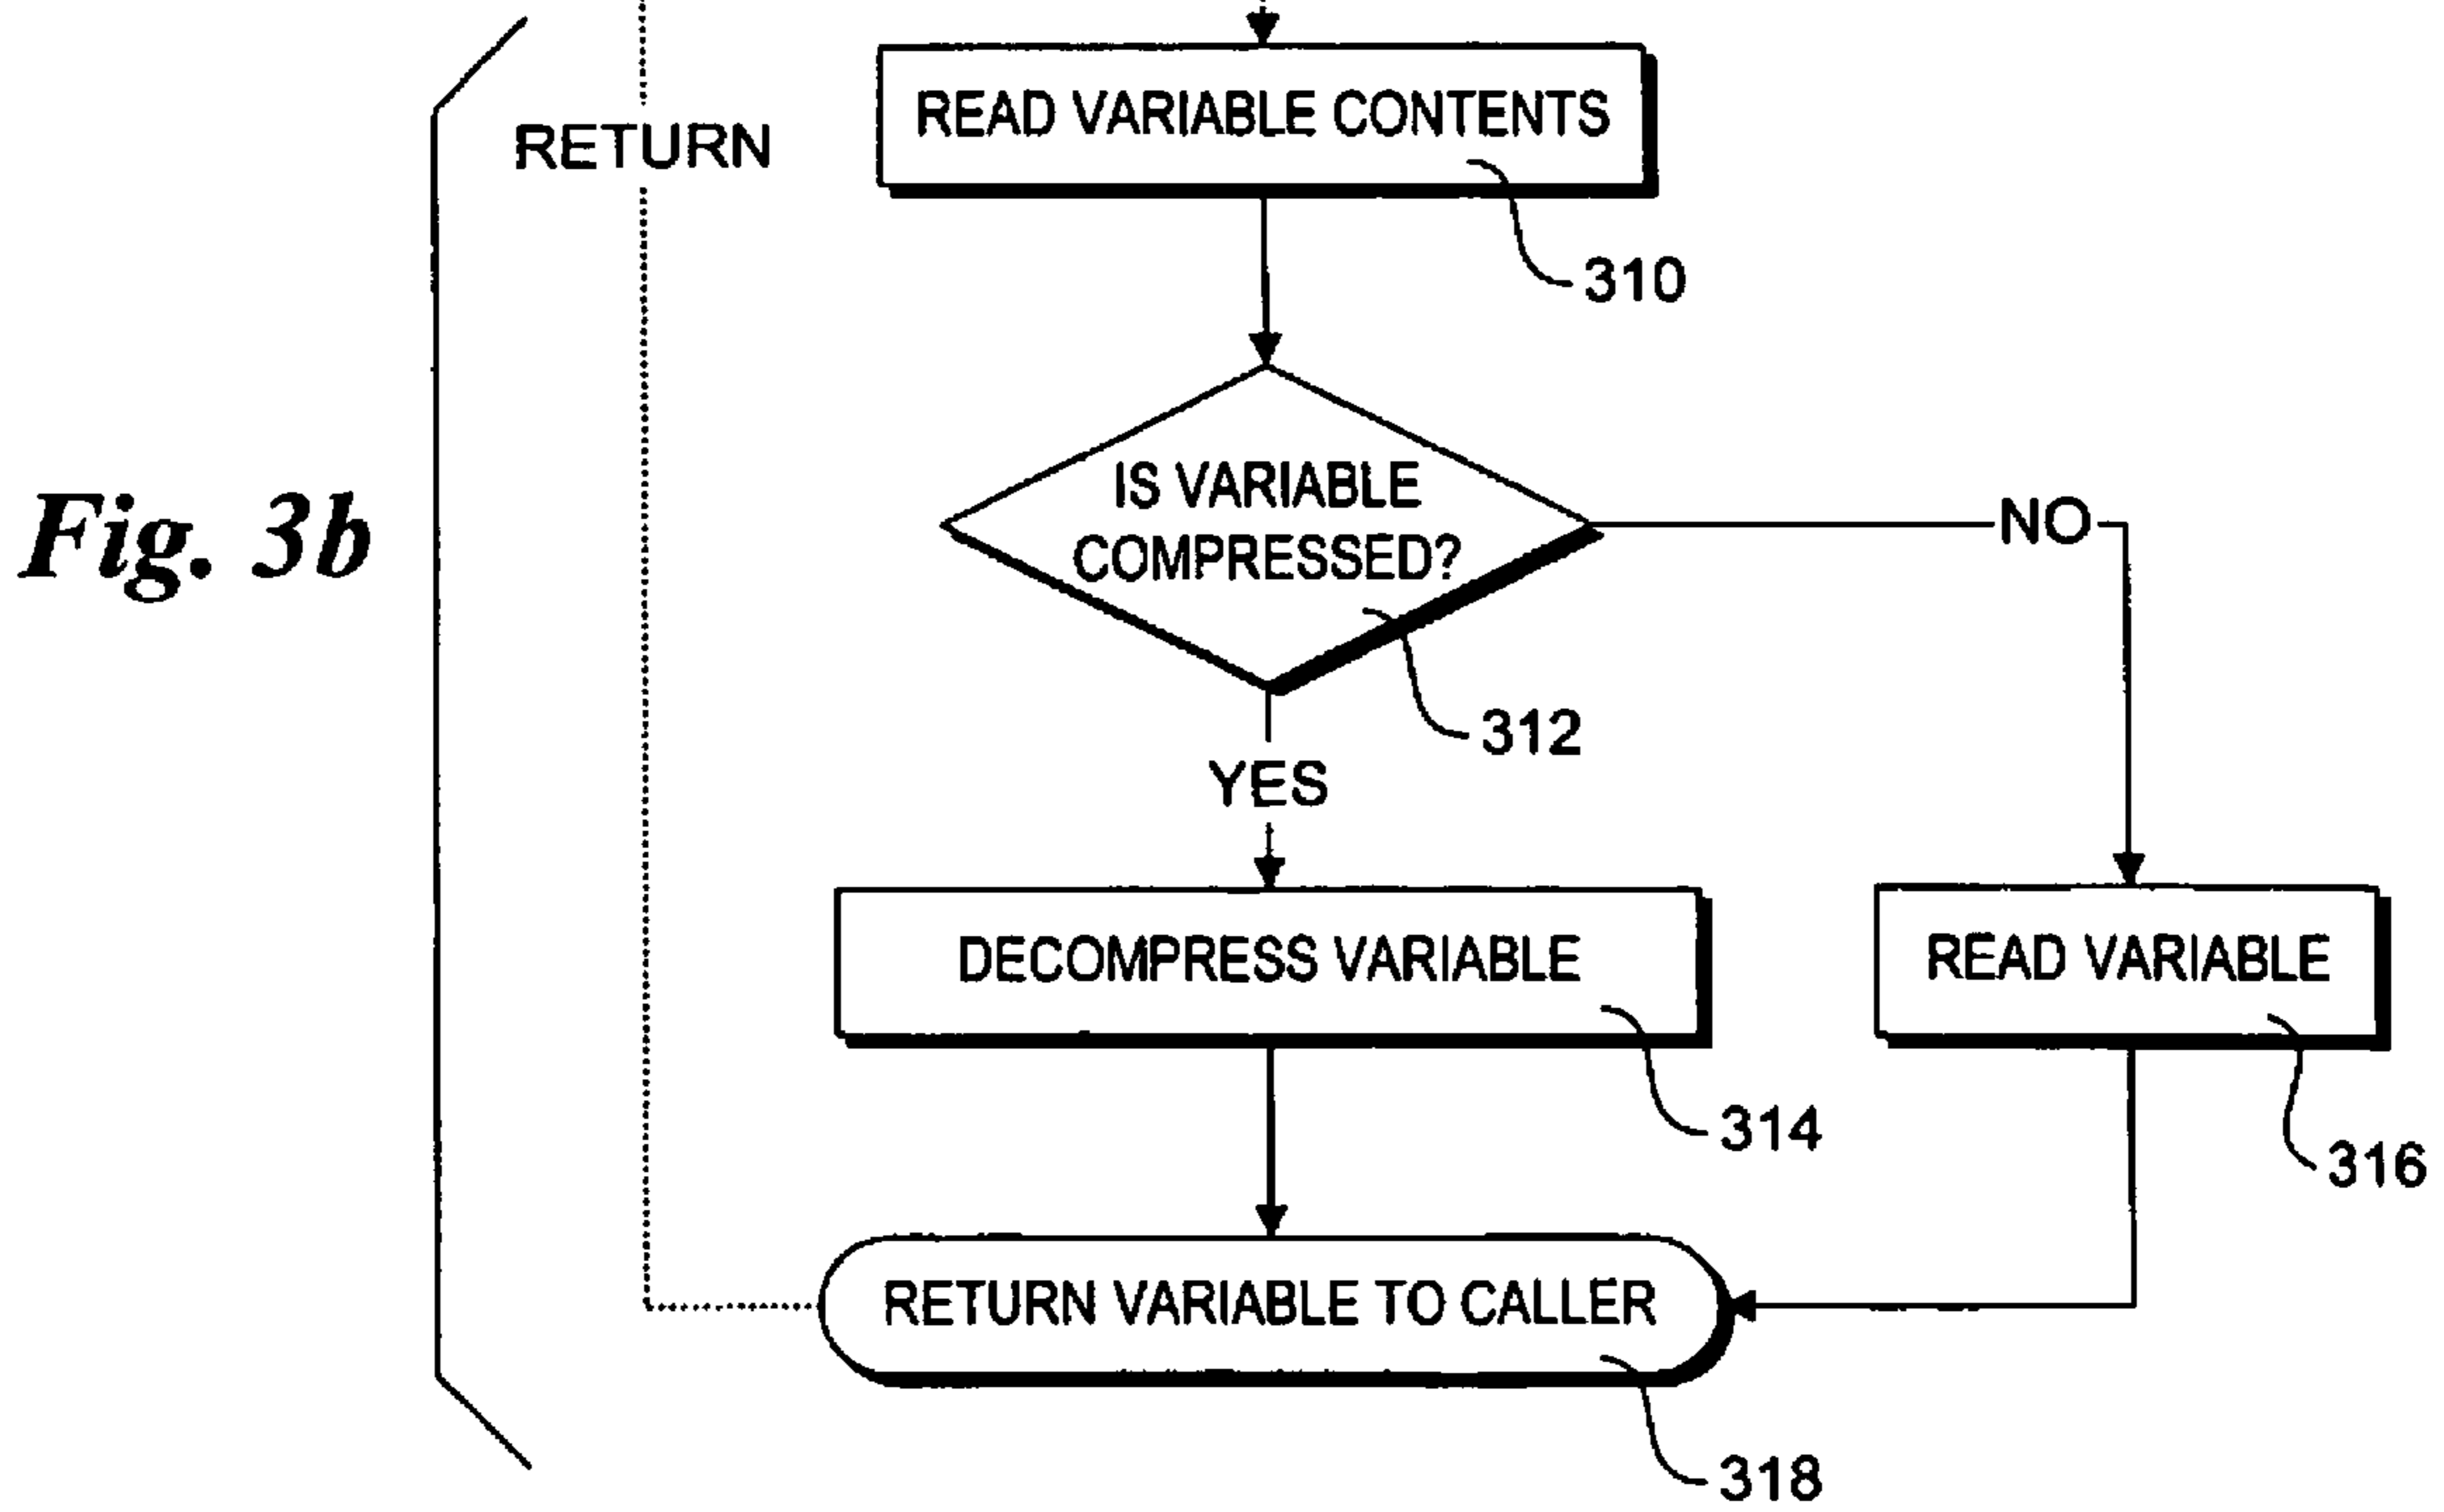 READ VARIABLE CONTENTS
RETURN
310
IS VARIABLE
COMPRESSED?
NO
Fig. 3b
312
YES
DECOMPRESS VARIABLE
READ VARIABLE
314
316
RETURN VARIABLE TO CALLER
318